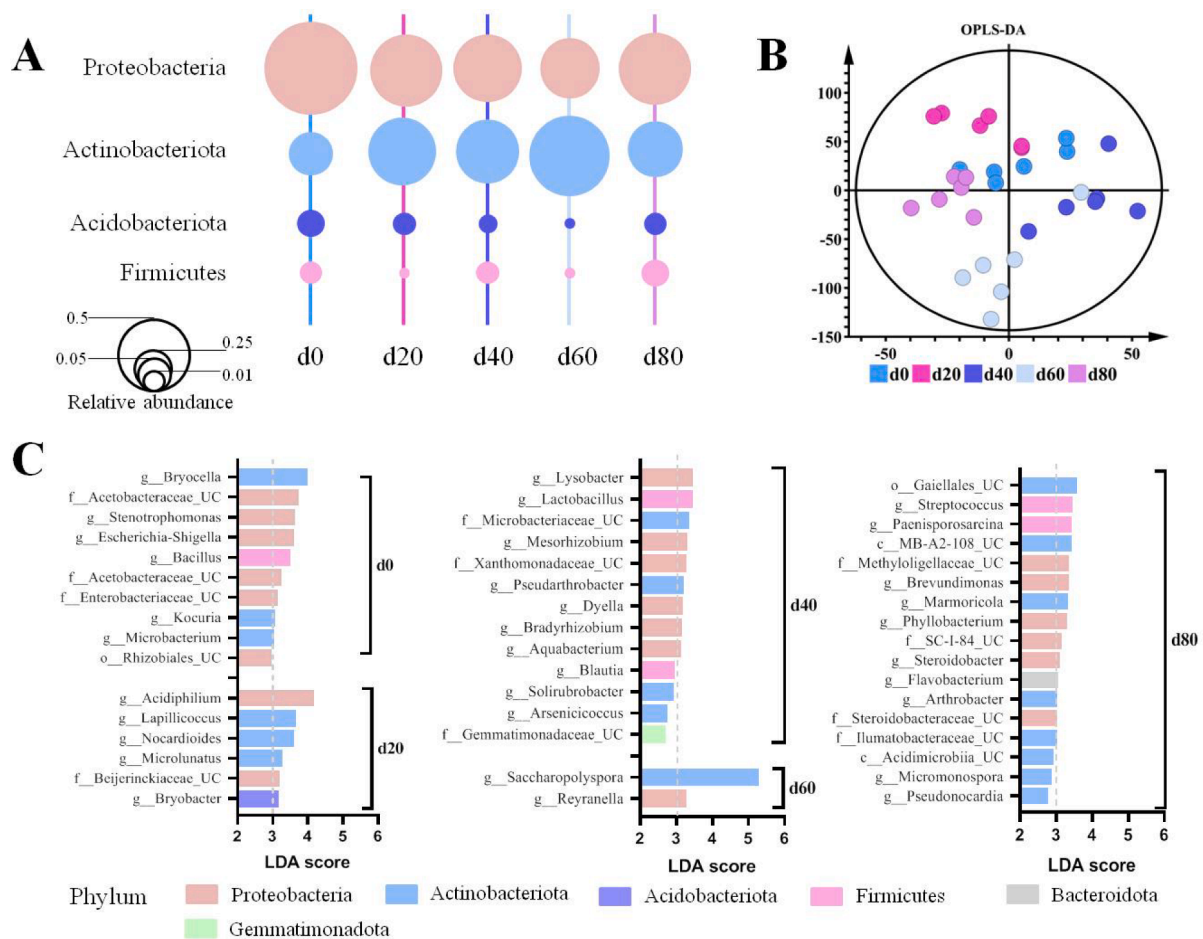 A
Proteobacteria
Actinobacteriota
Acidobacteriota
Firmicutes
0.5
0.25
0.05
0.01
Relative abundance
d0 d20 d40 d60 d80
B
OPLS-DA
100
50
0
-50
-100
-150
-50 0 50
d0 d20 d40 d60 d80
C
g__Bryocella
f__Acetobacteraceae_UC
g__Stenotrophomonas
g__Escherichia-Shigella
g__Bacillus
f__Acetobacteraceae_UC
f__Enterobacteriaceae_UC
g__Kocuria
g__Microbacterium
o__Rhizobiales_UC
d0
g__Acidiphilium
g__Lapillicoccus
g__Nocardioides
g__Microlunatus
f__Beijerinckiaceae_UC
g__Bryobacter
d20
2 3 4 5 6
LDA score
g__Lysobacter
g__Lactobacillus
f__Microbacteriaceae_UC
g__Mesorhizobium
f__Xanthomonadaceae_UC
g__Pseudarthrobacter
g__Dyella
g__Bradyrhizobium
g__Aquabacterium
g__Blautia
g__Solirubrobacter
g__Arsenicicoccus
f__Gemmatimonadaceae_UC
d40
g__Saccharopolyspora
g__Reyranella
d60
2 3 4 5 6
LDA score
o__Gaiellales_UC
g__Streptococcus
g__Paenisporosarcina
c__MB-A2-108_UC
f__Methyloligellaceae_UC
g__Brevundimonas
g__Marmoricola
g__Phyllobacterium
f__SC-I-84_UC
g__Steroidobacter
g__Flavobacterium
g__Arthrobacter
f__Steroidobacteraceae_UC
f__Ilumatobacteraceae_UC
c__Acidimicrobiia_UC
g__Micromonospora
g__Pseudonocardia
d80
2 3 4 5 6
LDA score
Phylum Proteobacteria Actinobacteriota Acidobacteriota Firmicutes Bacteroidota
Gemmatimonadota